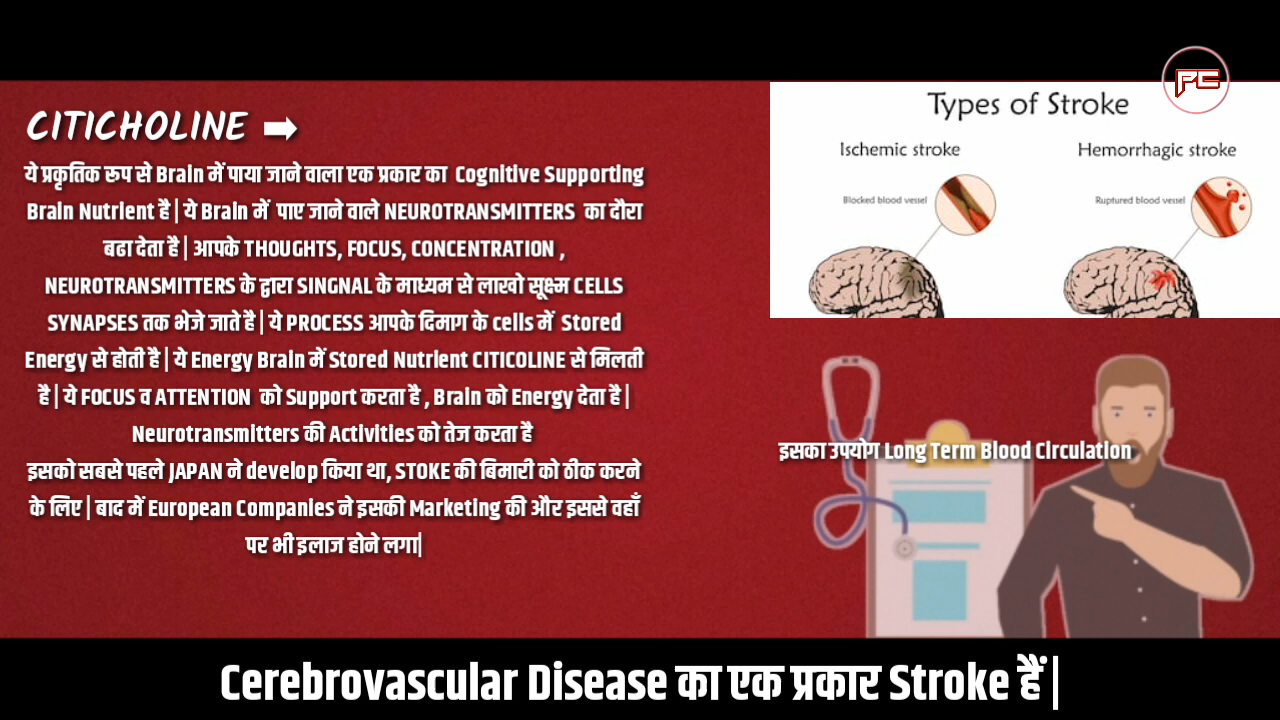 PC
CITICHOLINE ➡
ये प्रकृतिक रूप से Brain में पाया जाने वाला एक प्रकार का Cognitive Supporting
Brain Nutrient है | ये Brain में पाए जाने वाले NEUROTRANSMITTERS का दौरा
बढा देता है | आपके THOUGHTS, FOCUS, CONCENTRATION ,
NEUROTRANSMITTERS के द्वारा SINGNAL के माध्यम से लाखो सूक्ष्म CELLS
SYNAPSES तक भेजे जाते है | ये PROCESS आपके दिमाग के cells में Stored
Energy से होती है | ये Energy Brain में Stored Nutrient CITICOLINE से मिलती
है | ये FOCUS व ATTENTION को Support करता है , Brain को Energy देता है |
Neurotransmitters की Activities को तेज करता है
इसको सबसे पहले JAPAN ने develop किया था, STOKE की बिमारी को ठीक करने
के लिए | बाद में European Companies ने इसकी Marketing की और इससे वहाँ
पर भी इलाज होने लगा|
Types of Stroke
Ischemic stroke
Hemorrhagic stroke
Blocked blood vessel
Ruptured blood vessel
इसका उपयोग Long Term Blood Circulation
Cerebrovascular Disease का एक प्रकार Stroke हैं |